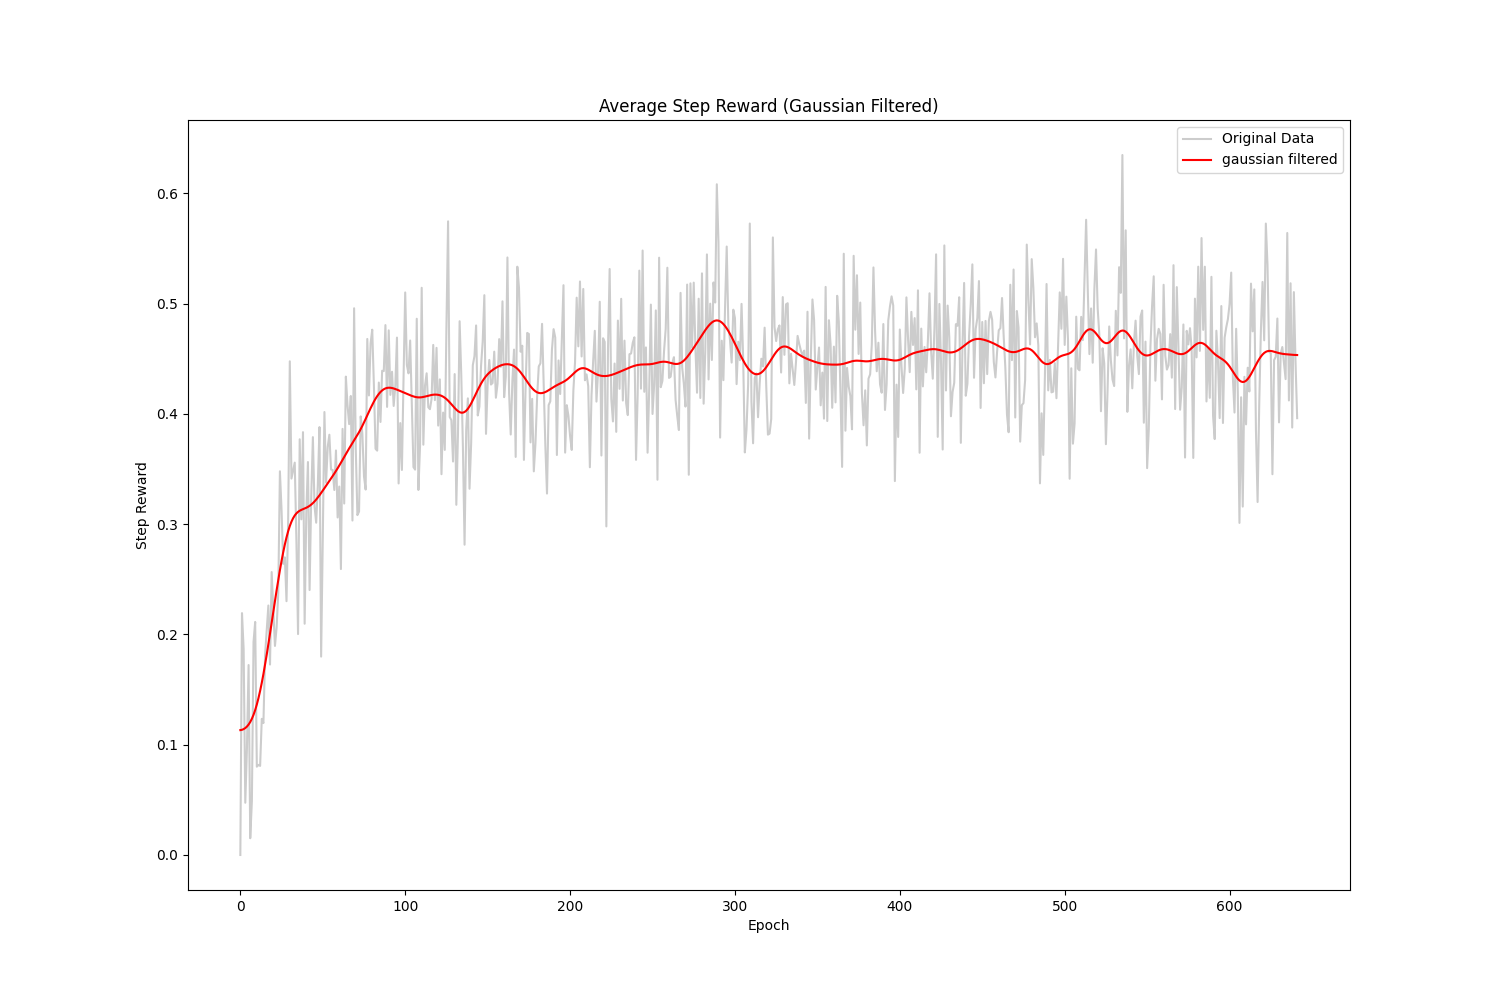 Average Step Reward (Gaussian Filtered)
Original Data
gaussian filtered
Step Reward
0.6
0.5
0.4
0.3
0.2
0.1
0.0
0 100 200 300 400 500 600
Epoch